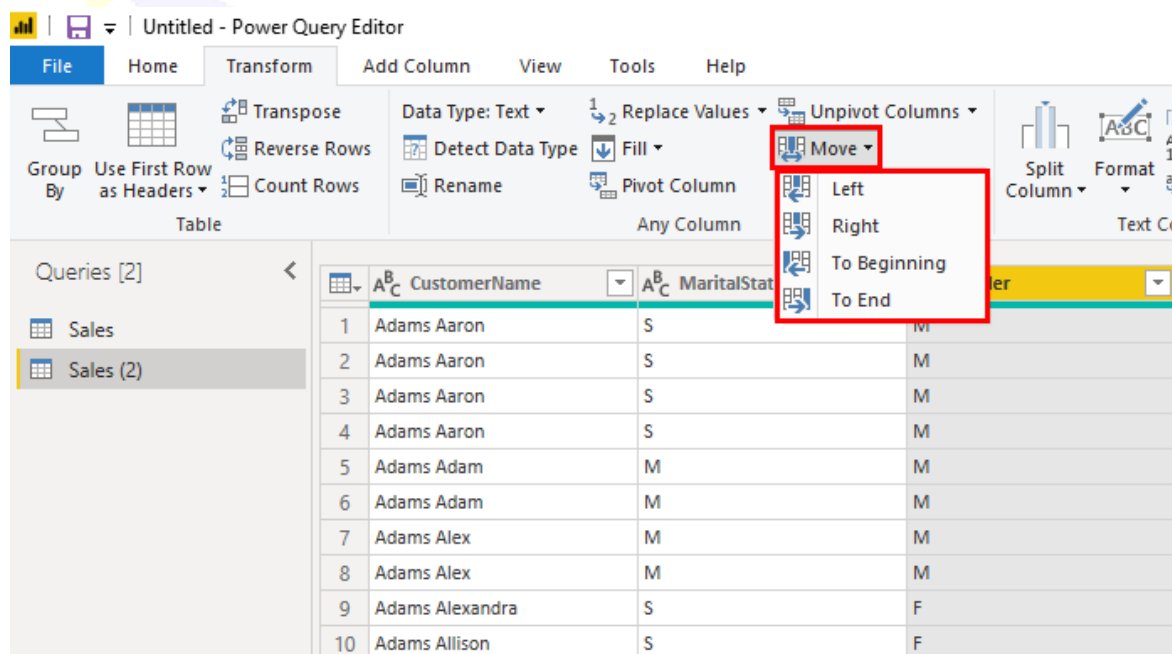 Untitled - Power Query Editor
File Home Transform Add Column View Tools Help
Transpose Data Type: Text Replace Values Unpivot Columns
Reverse Rows Detect Data Type Fill Move
Group By Use First Row as Headers Count Rows Rename Pivot Column Split Column Format
Left
Right
To Beginning
To End
Table Any Column Text
Queries [2]
Sales
Sales (2)
CustomerName MaritalStat
1 Adams Aaron S M
2 Adams Aaron S M
3 Adams Aaron S M
4 Adams Aaron S M
5 Adams Adam M M
6 Adams Adam M M
7 Adams Alex M M
8 Adams Alex M M
9 Adams Alexandra S F
10 Adams Allison S F